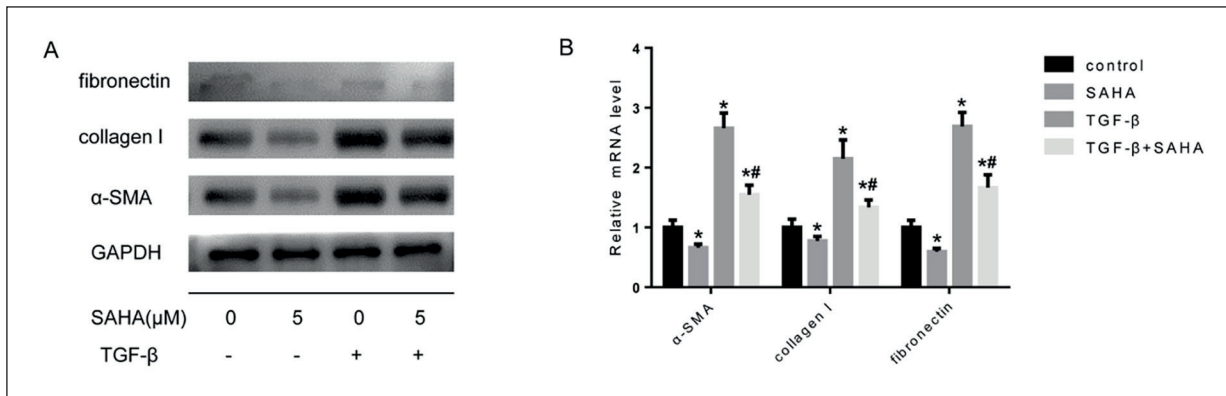 A
fibronectin
collagen I
α-SMA
GAPDH
SAHA(μM) 0 5 0 5
TGF-β - - + +
B
Relative mRNA level
4
3
2
1
0
* * *#
* * *#
* * *#
α-SMA
collagen I
fibronectin
control
SAHA
TGF-β
TGF-β+SAHA